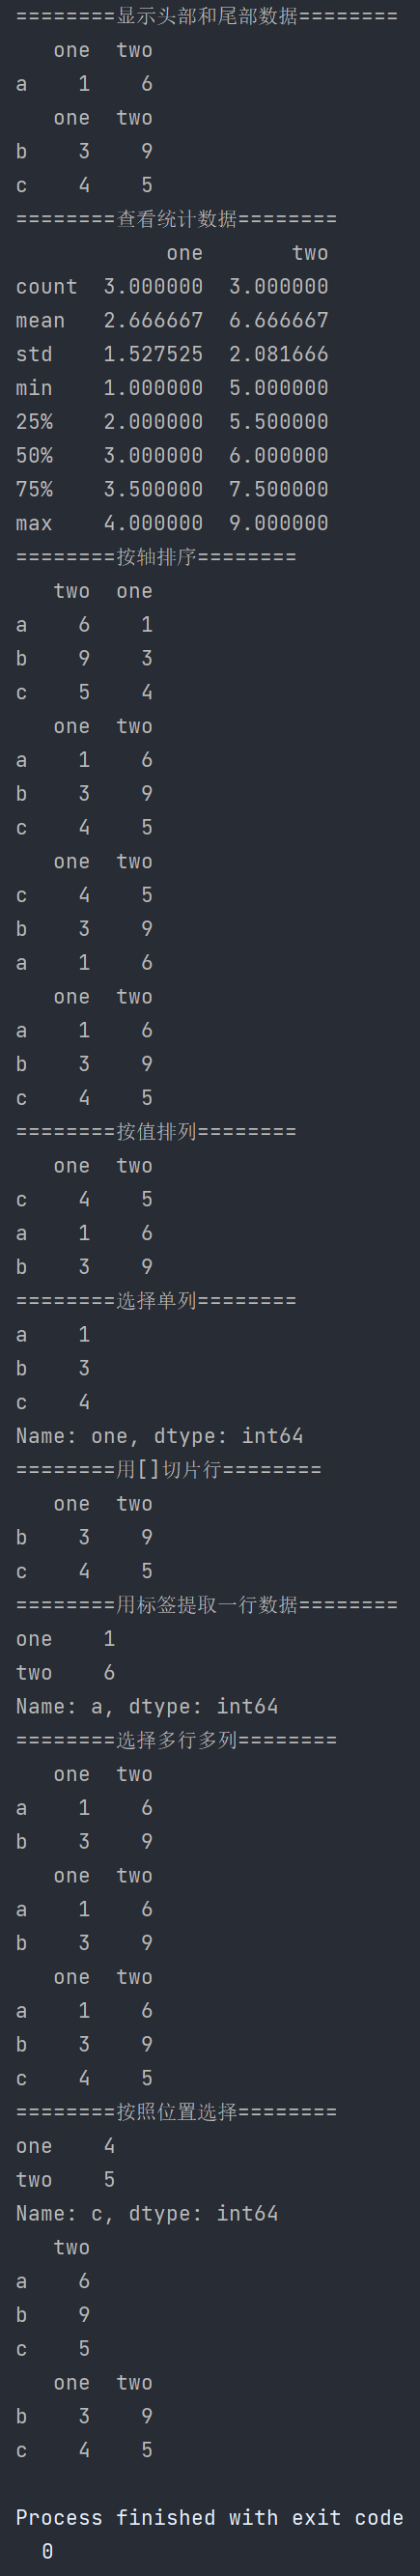 ========显示头部和尾部数据========
   one  two
a    1    6
   one  two
b    3    9
c    4    5
========查看统计数据========
            one       two
count  3.000000  3.000000
mean   2.666667  6.666667
std    1.527525  2.081666
min    1.000000  5.000000
25%    2.000000  5.500000
50%    3.000000  6.000000
75%    3.500000  7.500000
max    4.000000  9.000000
========按轴排序========
   two  one
a    6    1
b    9    3
c    5    4
   one  two
a    1    6
b    3    9
c    4    5
   one  two
c    4    5
b    3    9
a    1    6
   one  two
a    1    6
b    3    9
c    4    5
========按值排列========
   one  two
c    4    5
a    1    6
b    3    9
========选择单列========
a    1
b    3
c    4
Name: one, dtype: int64
========用[]切片行========
   one  two
b    3    9
c    4    5
========用标签提取一行数据========
one    1
two    6
Name: a, dtype: int64
========选择多行多列========
   one  two
a    1    6
b    3    9
   one  two
a    1    6
b    3    9
   one  two
a    1    6
b    3    9
c    4    5
========按照位置选择========
one    4
two    5
Name: c, dtype: int64
   two
a    6
b    9
c    5
   one  two
b    3    9
c    4    5

Process finished with exit code
  0